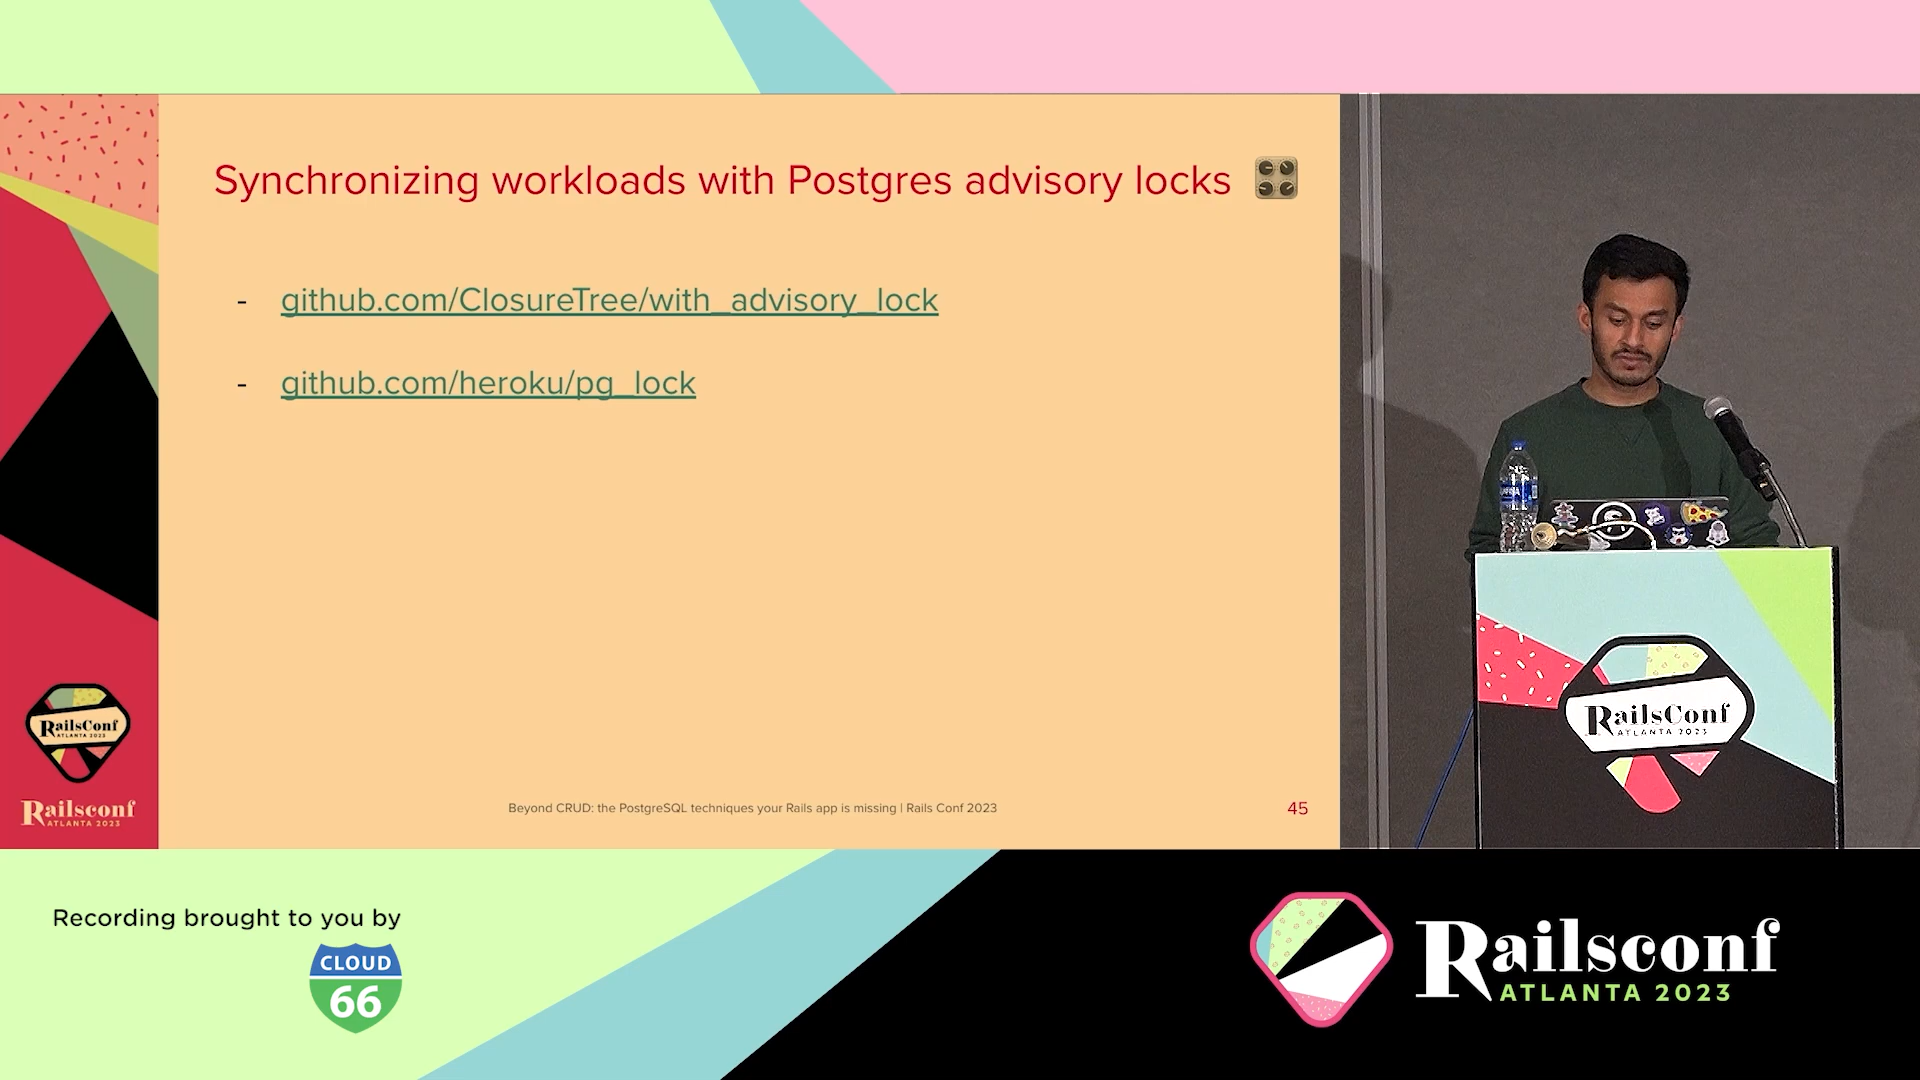 Synchronizing workloads with Postgres advisory locks
- github.com/ClosureTree/with_advisory_lock
- github.com/heroku/pg_lock
RailsConf
ATLANTA 2023
Railsconf
ATLANTA 2023
Beyond CRUD: the PostgreSQL techniques your Rails app is missing | Rails Conf 2023
45
RailsConf
ATLANTA 2023
Recording brought to you by
CLOUD
66
Railsconf
ATLANTA 2023